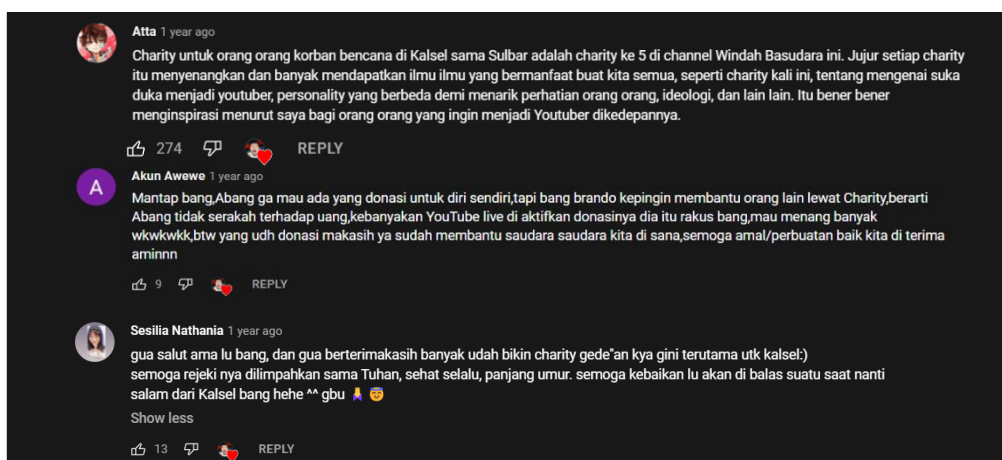 Atta 1 year ago
Charity untuk orang orang korban bencana di Kalsel sama Sulbar adalah charity ke 5 di channel Windah Basudara ini. Jujur setiap charity
itu menyenangkan dan banyak mendapatkan ilmu ilmu yang bermanfaat buat kita semua, seperti charity kali ini, tentang mengenai suka
duka menjadi youtuber, personality yang berbeda demi menarik perhatian orang orang, ideologi, dan lain lain. Itu bener bener
menginspirasi menurut saya bagi orang orang yang ingin menjadi Youtuber dikedepannya.
274 REPLY
A
Akun Awewe 1 year ago
Mantap bang,Abang ga mau ada yang donasi untuk diri sendiri,tapi bang brando kepingin membantu orang lain lewat Charity,berarti
Abang tidak serakah terhadap uang,kebanyakan YouTube live di aktifkan donasinya dia itu rakus bang,mau menang banyak
wkwkwkk,btw yang udh donasi makasih ya sudah membantu saudara saudara kita di sana,semoga amal/perbuatan baik kita di terima
aminnn
9 REPLY
Sesilia Nathania 1 year ago
gua salut ama lu bang, dan gua berterimakasih banyak udah bikin charity gede"an kya gini terutama utk kalsel:)
semoga rejeki nya dilimpahkan sama Tuhan, sehat selalu, panjang umur. semoga kebaikan lu akan di balas suatu saat nanti
salam dari Kalsel bang hehe ^^ gbu 🙏 😇
Show less
13 REPLY